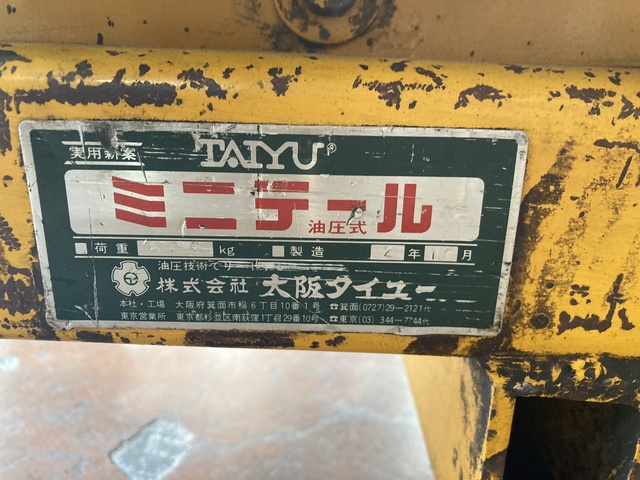 実用新案 TAIYU®
ミニテール 油圧式
荷重 kg 製造 年 月
油圧技術で
株式会社 大阪タイユー
本社・工場 大阪府箕面市稲6丁目10番1号 ☎箕面(0727)29-2121代
東京営業所 東京都杉並区南荻窪1丁目29番10号 ☎東京(03)344-7744代